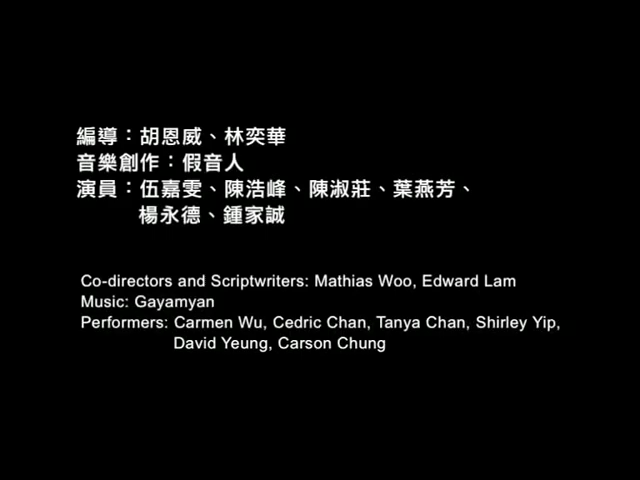 編導：胡恩威、林奕華
音樂創作：假音人
演員：伍嘉雯、陳浩峰、陳淑莊、葉燕芳、
楊永德、鍾家誠
Co-directors and Scriptwriters: Mathias Woo, Edward Lam
Music: Gayamyan
Performers: Carmen Wu, Cedric Chan, Tanya Chan, Shirley Yip,
David Yeung, Carson Chung